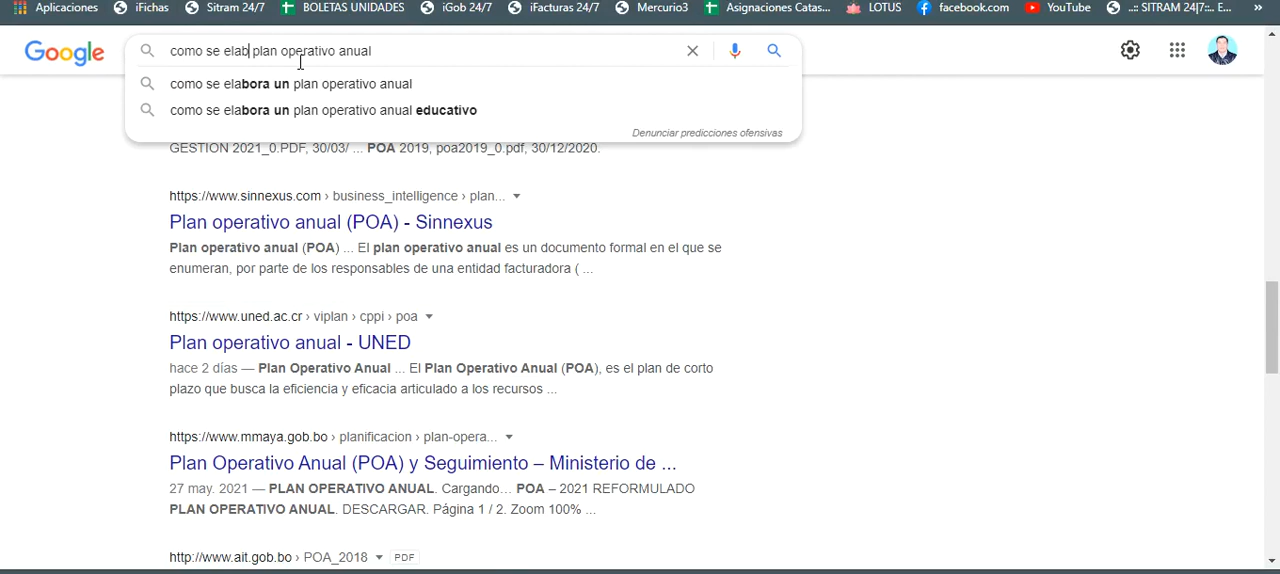 Aplicaciones iFichas Sitram 24/7 BOLETAS UNIDADES iGob 24/7 iFacturas 24/7 Mercurio3 Asignaciones Catas... LOTUS facebook.com YouTube ..:: SITRAM 24|7::.. E... »
Google como se elab plan operativo anual
como se elabora un plan operativo anual
como se elabora un plan operativo anual educativo
Denunciar predicciones ofensivas
GESTION 2021_0.PDF, 30/03/ ... POA 2019, poa2019_0.pdf, 30/12/2020.
https://www.sinnexus.com › business_intelligence › plan...
Plan operativo anual (POA) - Sinnexus
Plan operativo anual (POA) ... El plan operativo anual es un documento formal en el que se
enumeran, por parte de los responsables de una entidad facturadora ( ...
https://www.uned.ac.cr › viplan › cppi › poa
Plan operativo anual - UNED
hace 2 días — Plan Operativo Anual ... El Plan Operativo Anual (POA), es el plan de corto
plazo que busca la eficiencia y eficacia articulado a los recursos ...
https://www.mmaya.gob.bo › planificacion › plan-opera...
Plan Operativo Anual (POA) y Seguimiento – Ministerio de ...
27 may. 2021 — PLAN OPERATIVO ANUAL. Cargando... POA – 2021 REFORMULADO
PLAN OPERATIVO ANUAL. DESCARGAR. Página 1 / 2. Zoom 100% ...
http://www.ait.gob.bo › POA_2018 PDF